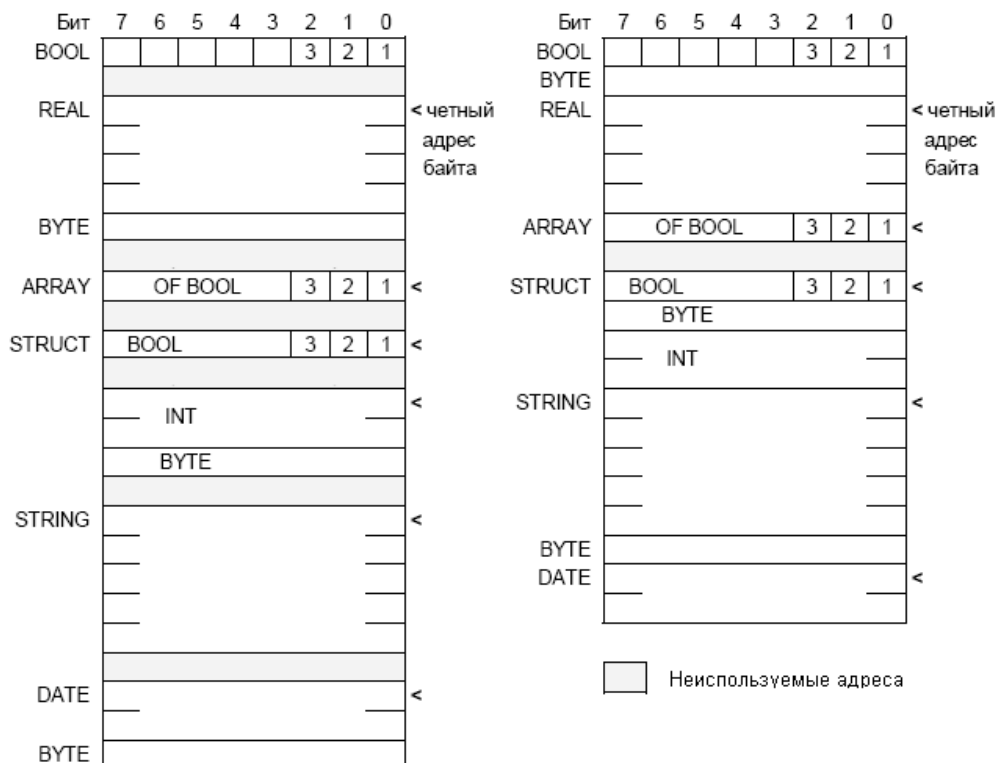 Бит 7 6 5 4 3 2 1 0
BOOL 3 2 1
REAL < четный
адрес
байта
BYTE
ARRAY OF BOOL 3 2 1 <
STRUCT BOOL 3 2 1 <
<
INT
BYTE
STRING <
DATE <
BYTE
Бит 7 6 5 4 3 2 1 0
BOOL 3 2 1
BYTE
REAL < четный
адрес
байта
ARRAY OF BOOL 3 2 1 <
STRUCT BOOL 3 2 1 <
BYTE
INT
STRING <
BYTE
DATE <
Неиспользуемые адреса